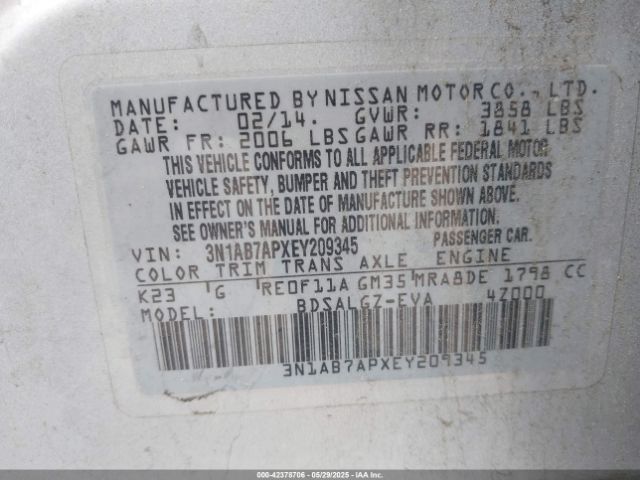 MANUFACTURED BY NISSAN MOTOR CO., LTD.
DATE: 02/14. GVWR: 3858 LBS
GAWR FR: 2006 LBS GAWR RR: 1841 LBS
THIS VEHICLE CONFORMS TO ALL APPLICABLE FEDERAL MOTOR
VEHICLE SAFETY, BUMPER AND THEFT PREVENTION STANDARDS
IN EFFECT ON THE DATE OF MANUFACTURE SHOWN ABOVE.
SEE OWNER'S MANUAL FOR ADDITIONAL INFORMATION.
VIN: 3N1AB7APXEY209345 PASSENGER CAR.
COLOR TRIM TRANS AXLE ENGINE
K23 G RE0F11A GM35 MRA8DE 1798 CC
MODEL: BDSALGZ-EVA 4Z000
3N1AB7APXEY209345
000-42378706 - 05/29/2025 - IAAI.COM